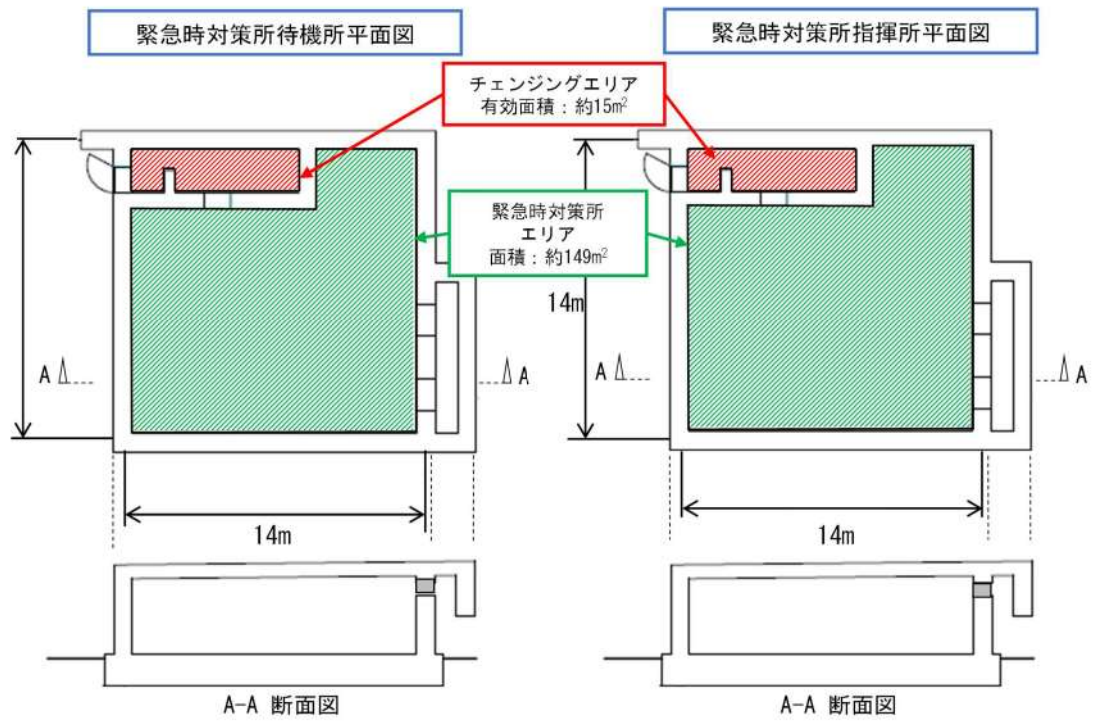 緊急時対策所待機所平面図
緊急時対策所指揮所平面図
チェンジングエリア
有効面積：約15m²
緊急時対策所
エリア
面積：約149m²
14m
A
A
A
A
14m
14m
A-A 断面図
A-A 断面図